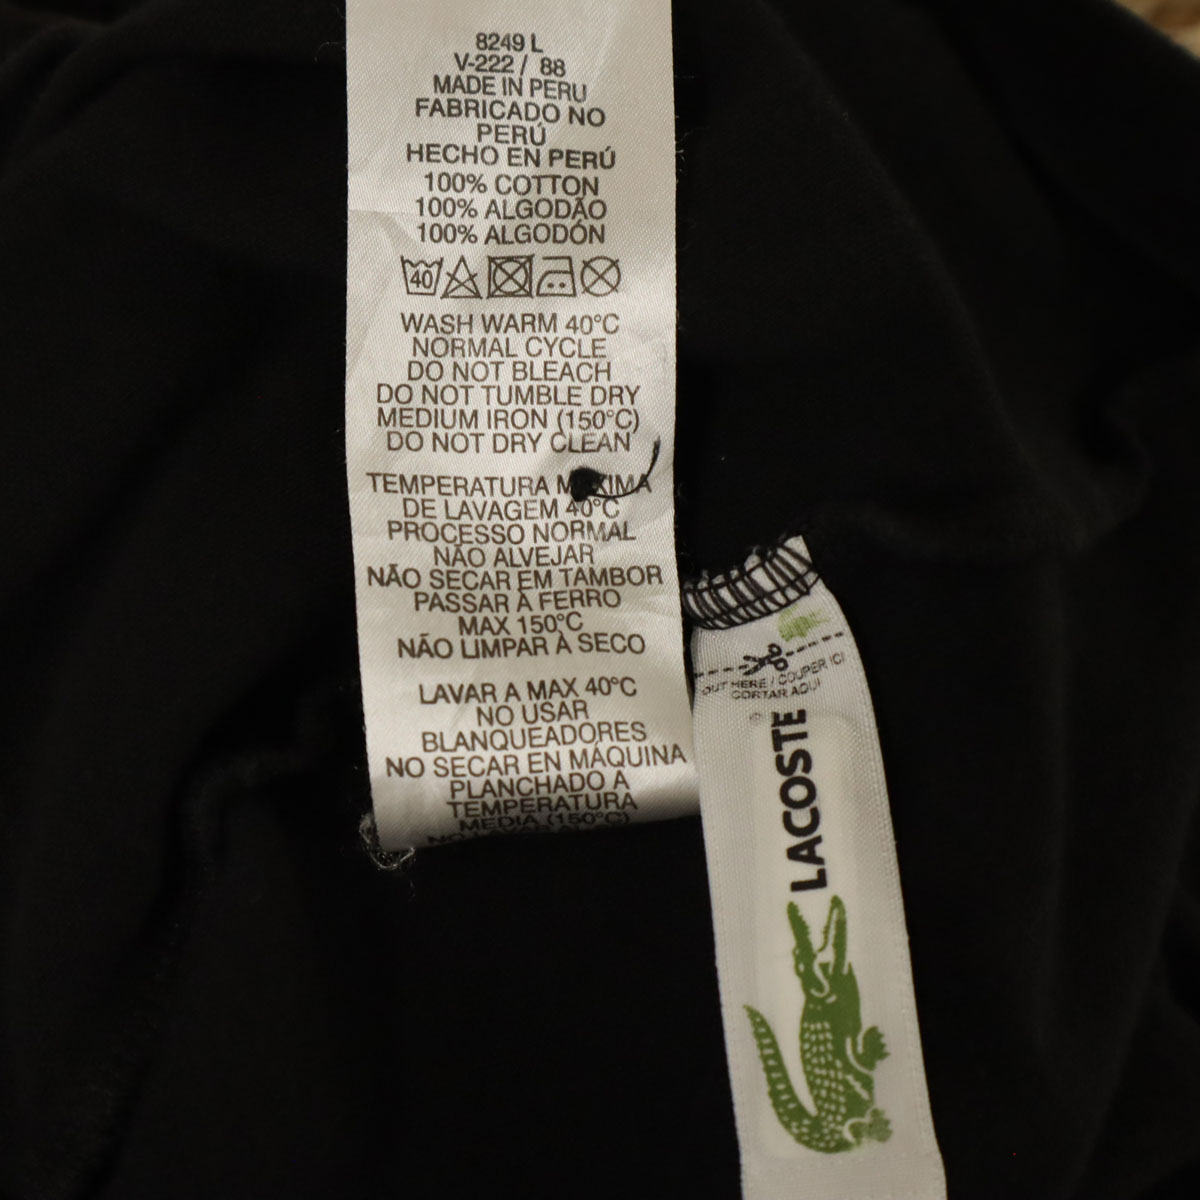 8249 L
V-222 / 88
MADE IN PERU
FABRICADO NO
PERÚ
HECHO EN PERÚ
100% COTTON
100% ALGODÃO
100% ALGODÓN
40
WASH WARM 40°C
NORMAL CYCLE
DO NOT BLEACH
DO NOT TUMBLE DRY
MEDIUM IRON (150°C)
DO NOT DRY CLEAN
TEMPERATURA MÁXIMA
DE LAVAGEM 40°C
PROCESSO NORMAL
NÃO ALVEJAR
NÃO SECAR EM TAMBOR
PASSAR À FERRO
MAX 150°C
NÃO LIMPAR À SECO
LAVAR A MAX 40°C
NO USAR
BLANQUEADORES
NO SECAR EN MÁQUINA
PLANCHADO A
TEMPERATURA
MEDIA (150°C)
CUT HERE / COUPER ICI
CORTAR AQUI
LACOSTE